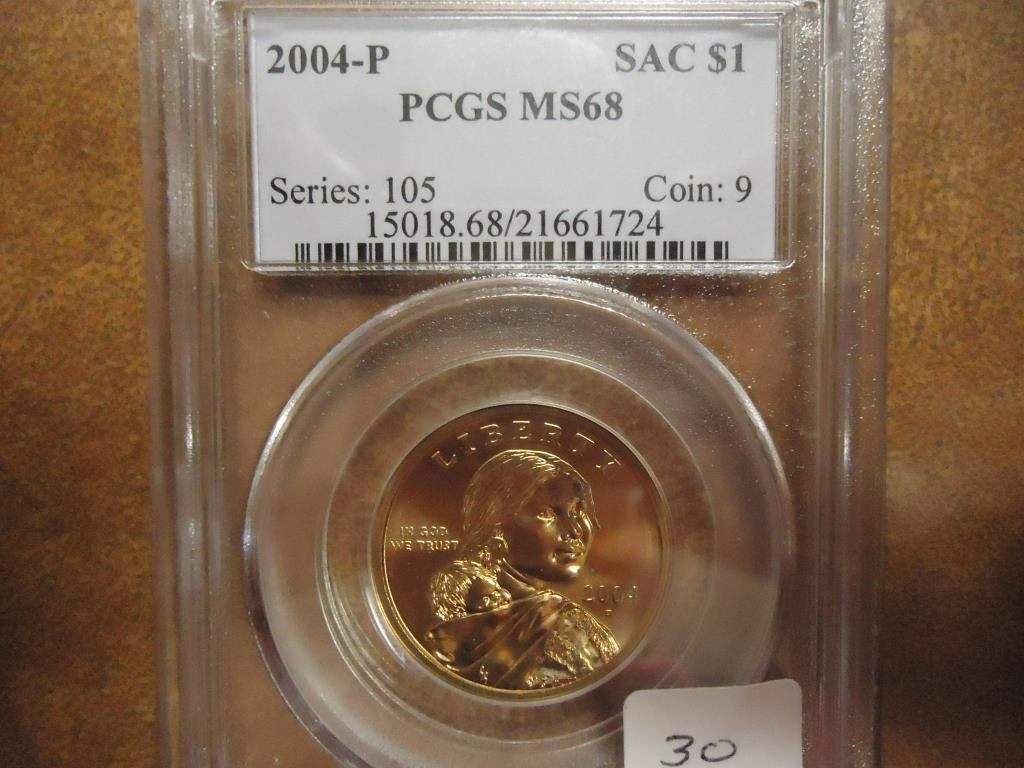 2004-P SAC $1
PCGS MS68
Series: 105 Coin: 9
15018.68/21661724
LIBERTY
IN GOD
WE TRUST
2004
P
30